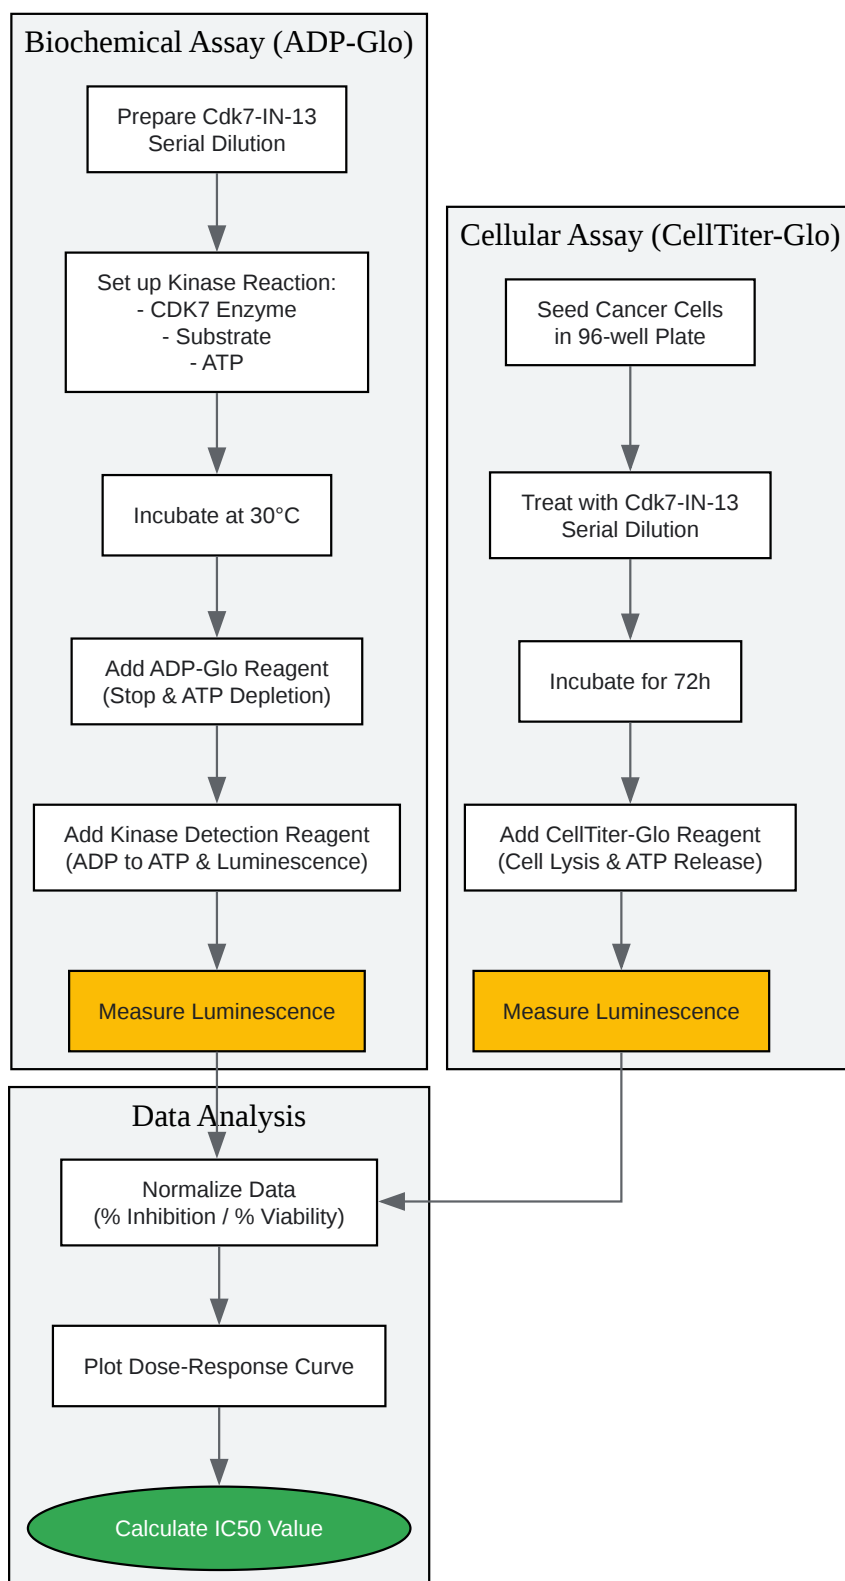 Biochemical Assay (ADP-Glo)
Prepare Cdk7-IN-13
Serial Dilution
Set up Kinase Reaction:
- CDK7 Enzyme
- Substrate
- ATP
Incubate at 30°C
Add ADP-Glo Reagent
(Stop & ATP Depletion)
Add Kinase Detection Reagent
(ADP to ATP & Luminescence)
Measure Luminescence
Cellular Assay (CellTiter-Glo)
Seed Cancer Cells
in 96-well Plate
Treat with Cdk7-IN-13
Serial Dilution
Incubate for 72h
Add CellTiter-Glo Reagent
(Cell Lysis & ATP Release)
Measure Luminescence
Data Analysis
Normalize Data
(% Inhibition / % Viability)
Plot Dose-Response Curve
Calculate IC50 Value